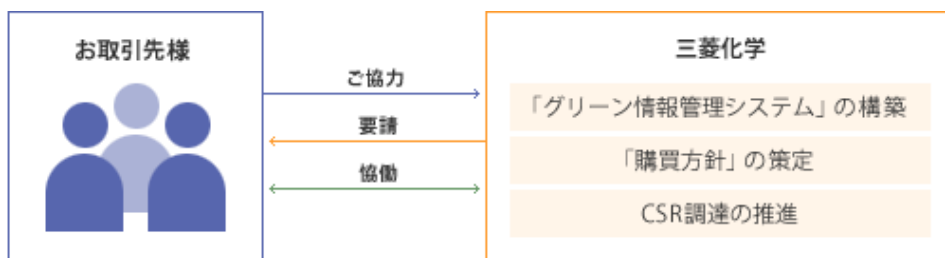 お取引先様
ご協力
要請
協働
三菱化学
「グリーン情報管理システム」の構築
「購買方針」の策定
CSR調達の推進